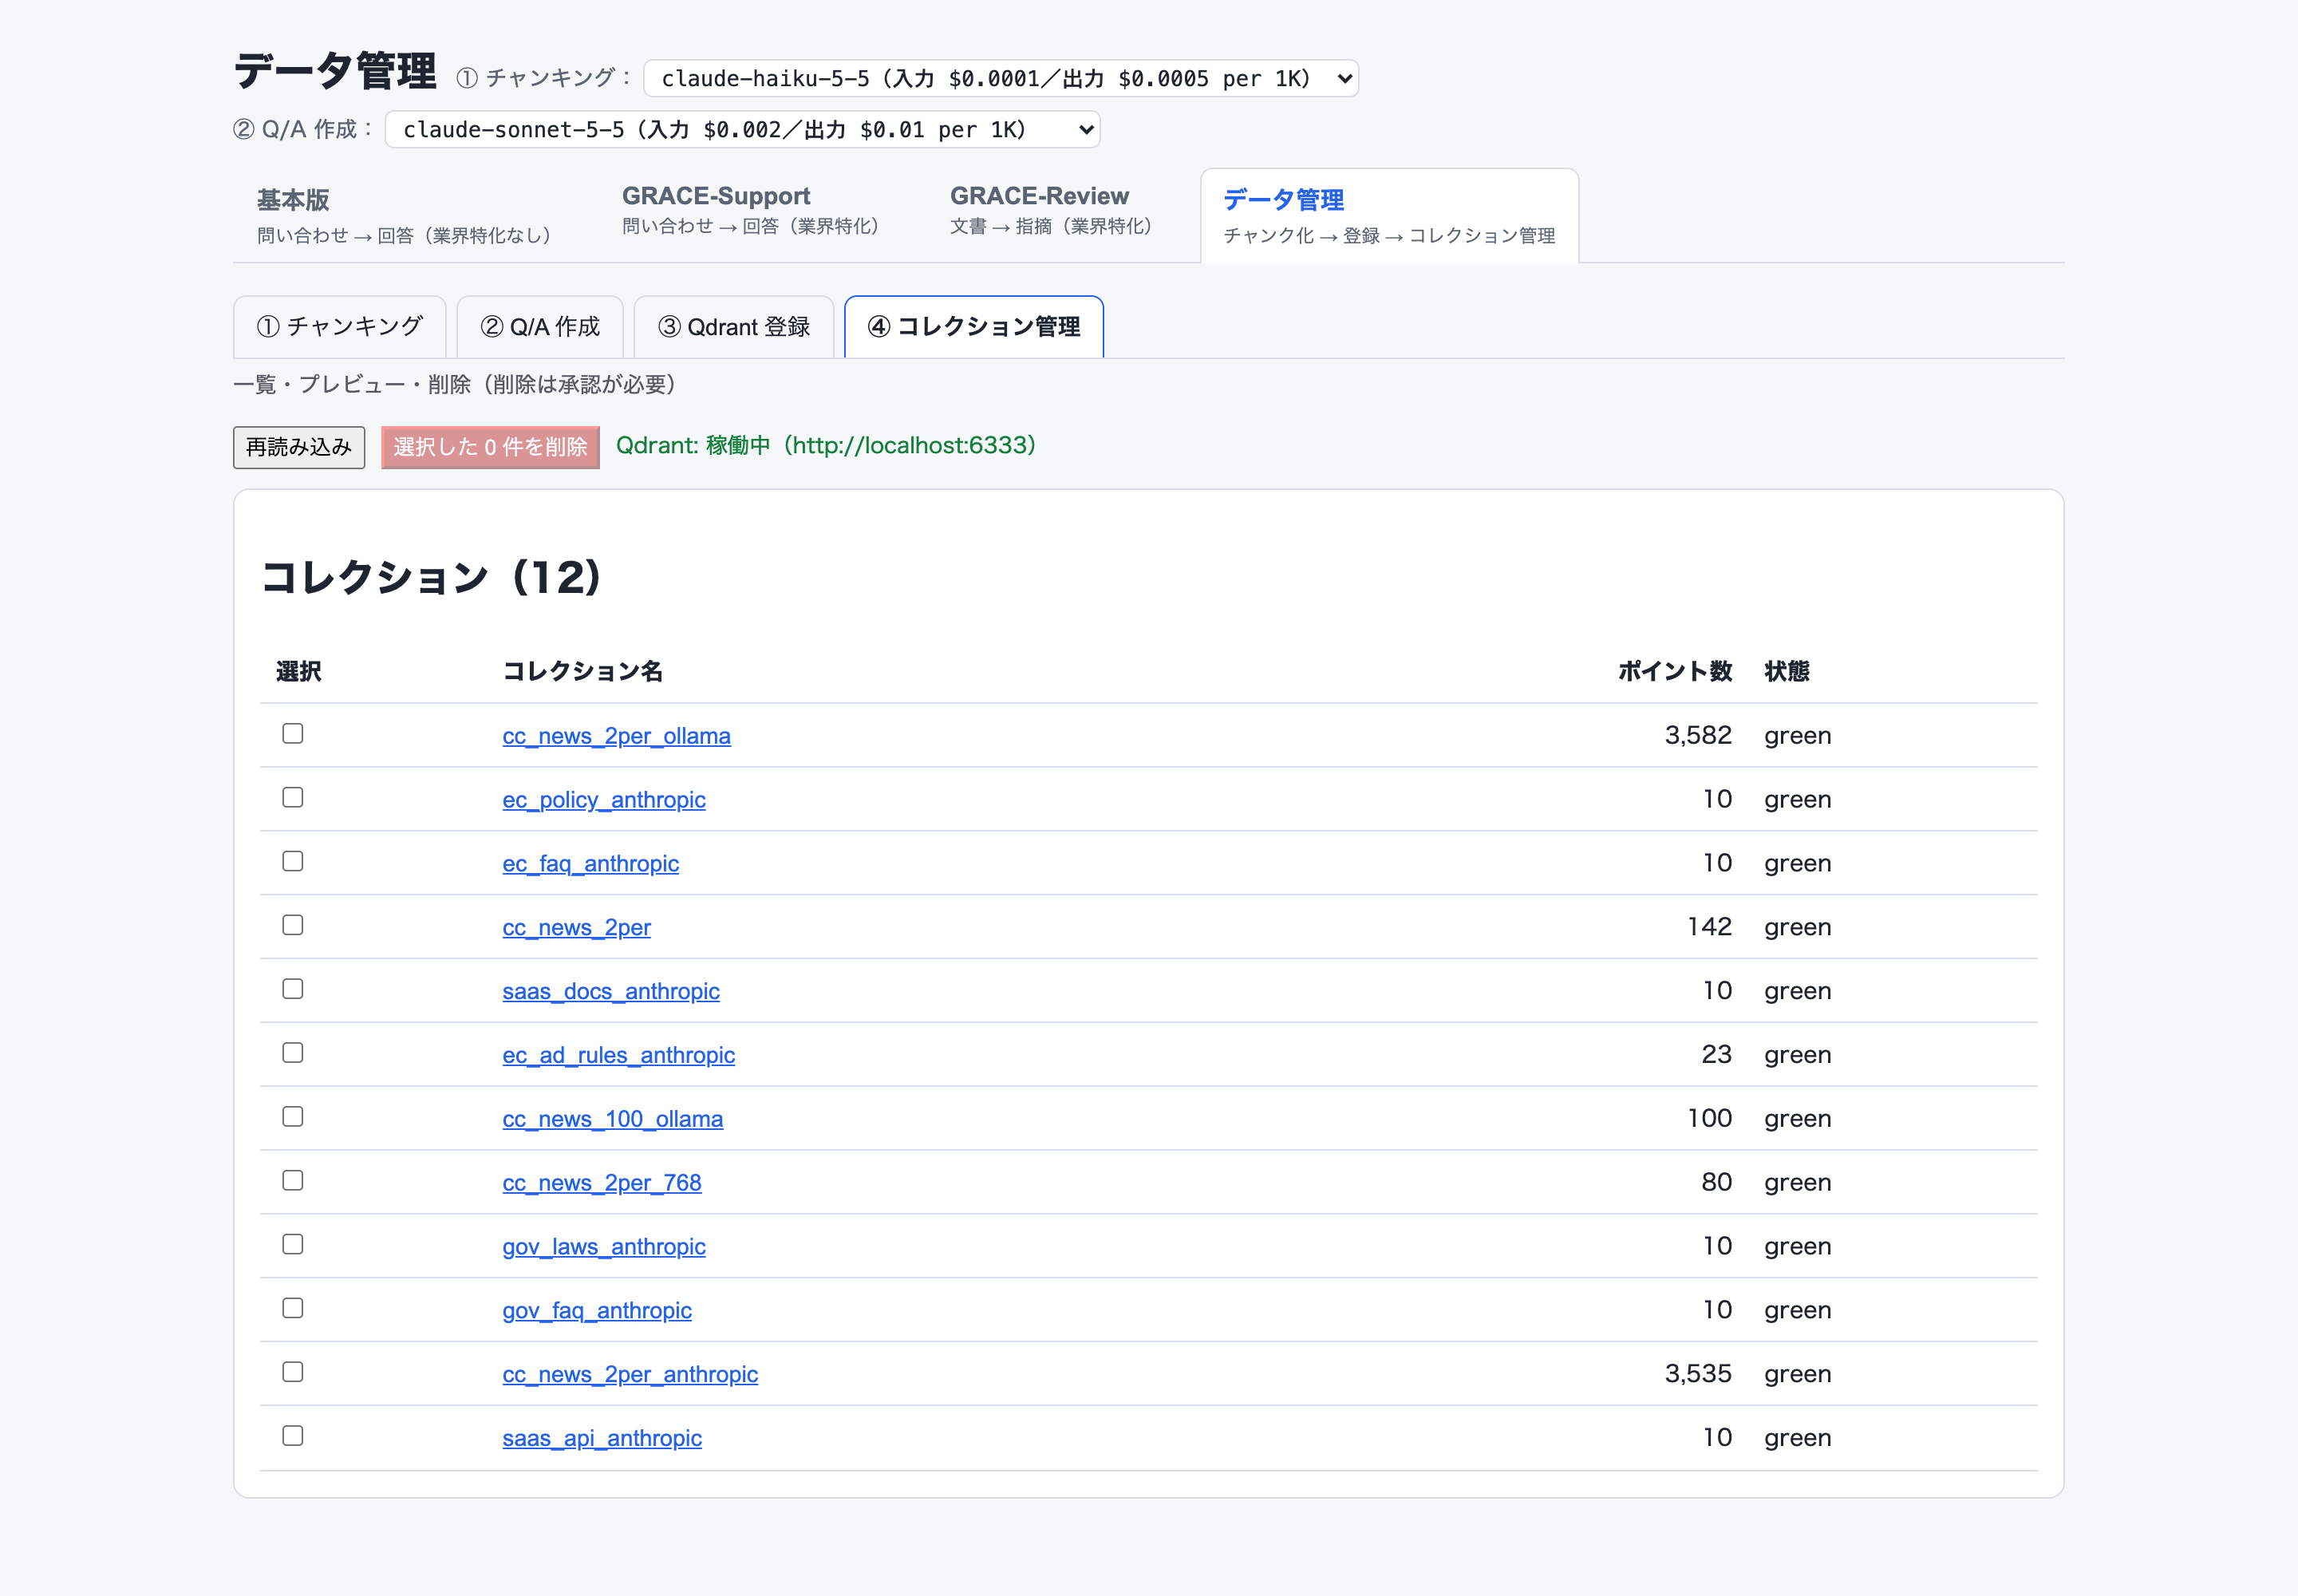 データ管理 ① チャンキング： claude-haiku-5-5（入力 $0.0001／出力 $0.0005 per 1K）
② Q/A 作成： claude-sonnet-5-5（入力 $0.002／出力 $0.01 per 1K）
基本版
問い合わせ → 回答（業界特化なし）
GRACE-Support
問い合わせ → 回答（業界特化）
GRACE-Review
文書 → 指摘（業界特化）
データ管理
チャンク化 → 登録 → コレクション管理
① チャンキング ② Q/A 作成 ③ Qdrant 登録 ④ コレクション管理
一覧・プレビュー・削除（削除は承認が必要）
再読み込み 選択した 0 件を削除 Qdrant: 稼働中（http://localhost:6333）
コレクション（12）
選択 コレクション名 ポイント数 状態
cc_news_2per_ollama 3,582 green
ec_policy_anthropic 10 green
ec_faq_anthropic 10 green
cc_news_2per 142 green
saas_docs_anthropic 10 green
ec_ad_rules_anthropic 23 green
cc_news_100_ollama 100 green
cc_news_2per_768 80 green
gov_laws_anthropic 10 green
gov_faq_anthropic 10 green
cc_news_2per_anthropic 3,535 green
saas_api_anthropic 10 green